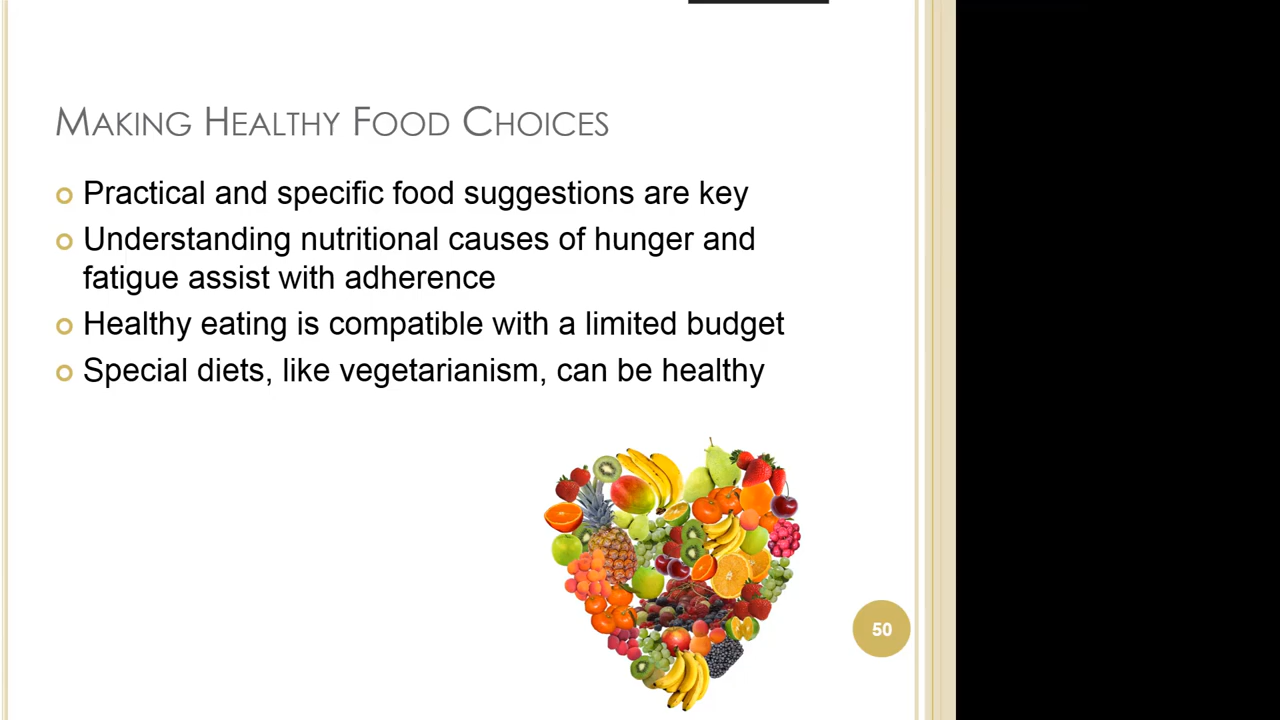 Making Healthy Food Choices
Practical and specific food suggestions are key
Understanding nutritional causes of hunger and
fatigue assist with adherence
Healthy eating is compatible with a limited budget
Special diets, like vegetarianism, can be healthy
50